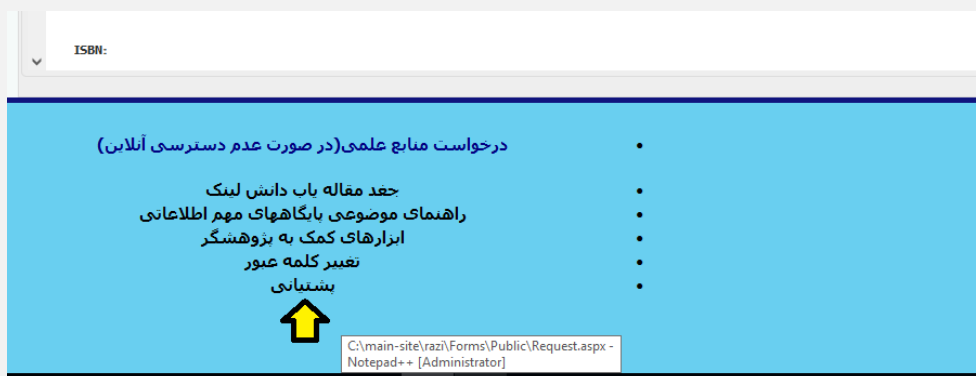 ISBN:
درخواست منابع علمی(در صورت عدم دسترسی آنلاین)
جغد مقاله یاب دانش لینک
راهنمای موضوعی پایگاههای مهم اطلاعاتی
ابزارهای کمک به پژوهشگر
تغییر کلمه عبور
پشتیانی
C:\main-site\razi\Forms\Public\Request.aspx -
Notepad++ [Administrator]